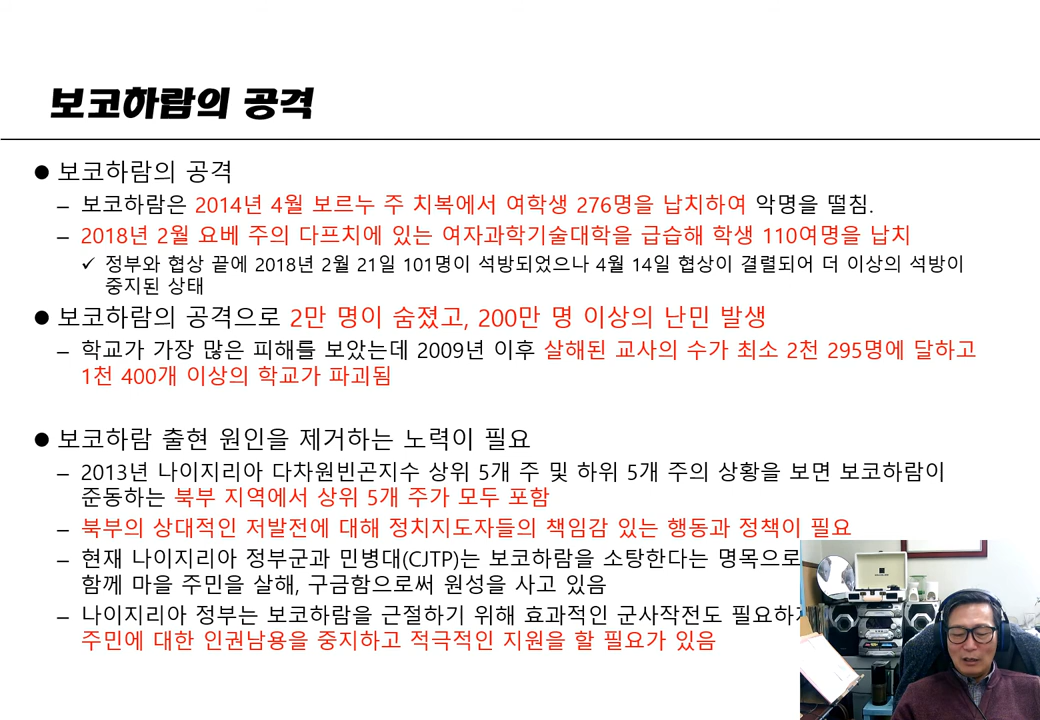 보코하람의 공격
● 보코하람의 공격
– 보코하람은 2014년 4월 보르누 주 치복에서 여학생 276명을 납치하여 악명을 떨침.
– 2018년 2월 요베 주의 다프치에 있는 여자과학기술대학을 급습해 학생 110여명을 납치
✓ 정부와 협상 끝에 2018년 2월 21일 101명이 석방되었으나 4월 14일 협상이 결렬되어 더 이상의 석방이
중지된 상태
● 보코하람의 공격으로 2만 명이 숨졌고, 200만 명 이상의 난민 발생
– 학교가 가장 많은 피해를 보았는데 2009년 이후 살해된 교사의 수가 최소 2천 295명에 달하고
1천 400개 이상의 학교가 파괴됨
● 보코하람 출현 원인을 제거하는 노력이 필요
– 2013년 나이지리아 다차원빈곤지수 상위 5개 주 및 하위 5개 주의 상황을 보면 보코하람이
준동하는 북부 지역에서 상위 5개 주가 모두 포함
– 북부의 상대적인 저발전에 대해 정치지도자들의 책임감 있는 행동과 정책이 필요
– 현재 나이지리아 정부군과 민병대(CJTP)는 보코하람을 소탕한다는 명목으로
함께 마을 주민을 살해, 구금함으로써 원성을 사고 있음
– 나이지리아 정부는 보코하람을 근절하기 위해 효과적인 군사작전도 필요하
주민에 대한 인권남용을 중지하고 적극적인 지원을 할 필요가 있음